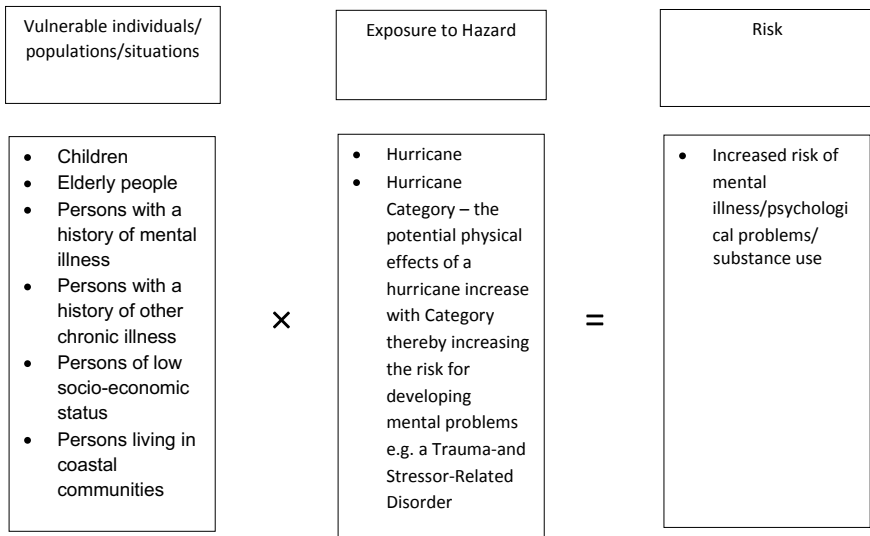 Vulnerable individuals/
populations/situations
Exposure to Hazard
Risk
• Children
• Elderly people
• Persons with a
history of mental
illness
• Persons with a
history of other
chronic illness
• Persons of low
socio-economic
status
• Persons living in
coastal
communities
×
• Hurricane
• Hurricane
Category – the
potential physical
effects of a
hurricane increase
with Category
thereby increasing
the risk for
developing
mental problems
e.g. a Trauma-and
Stressor-Related
Disorder
=
• Increased risk of
mental
illness/psychologi
cal problems/
substance use